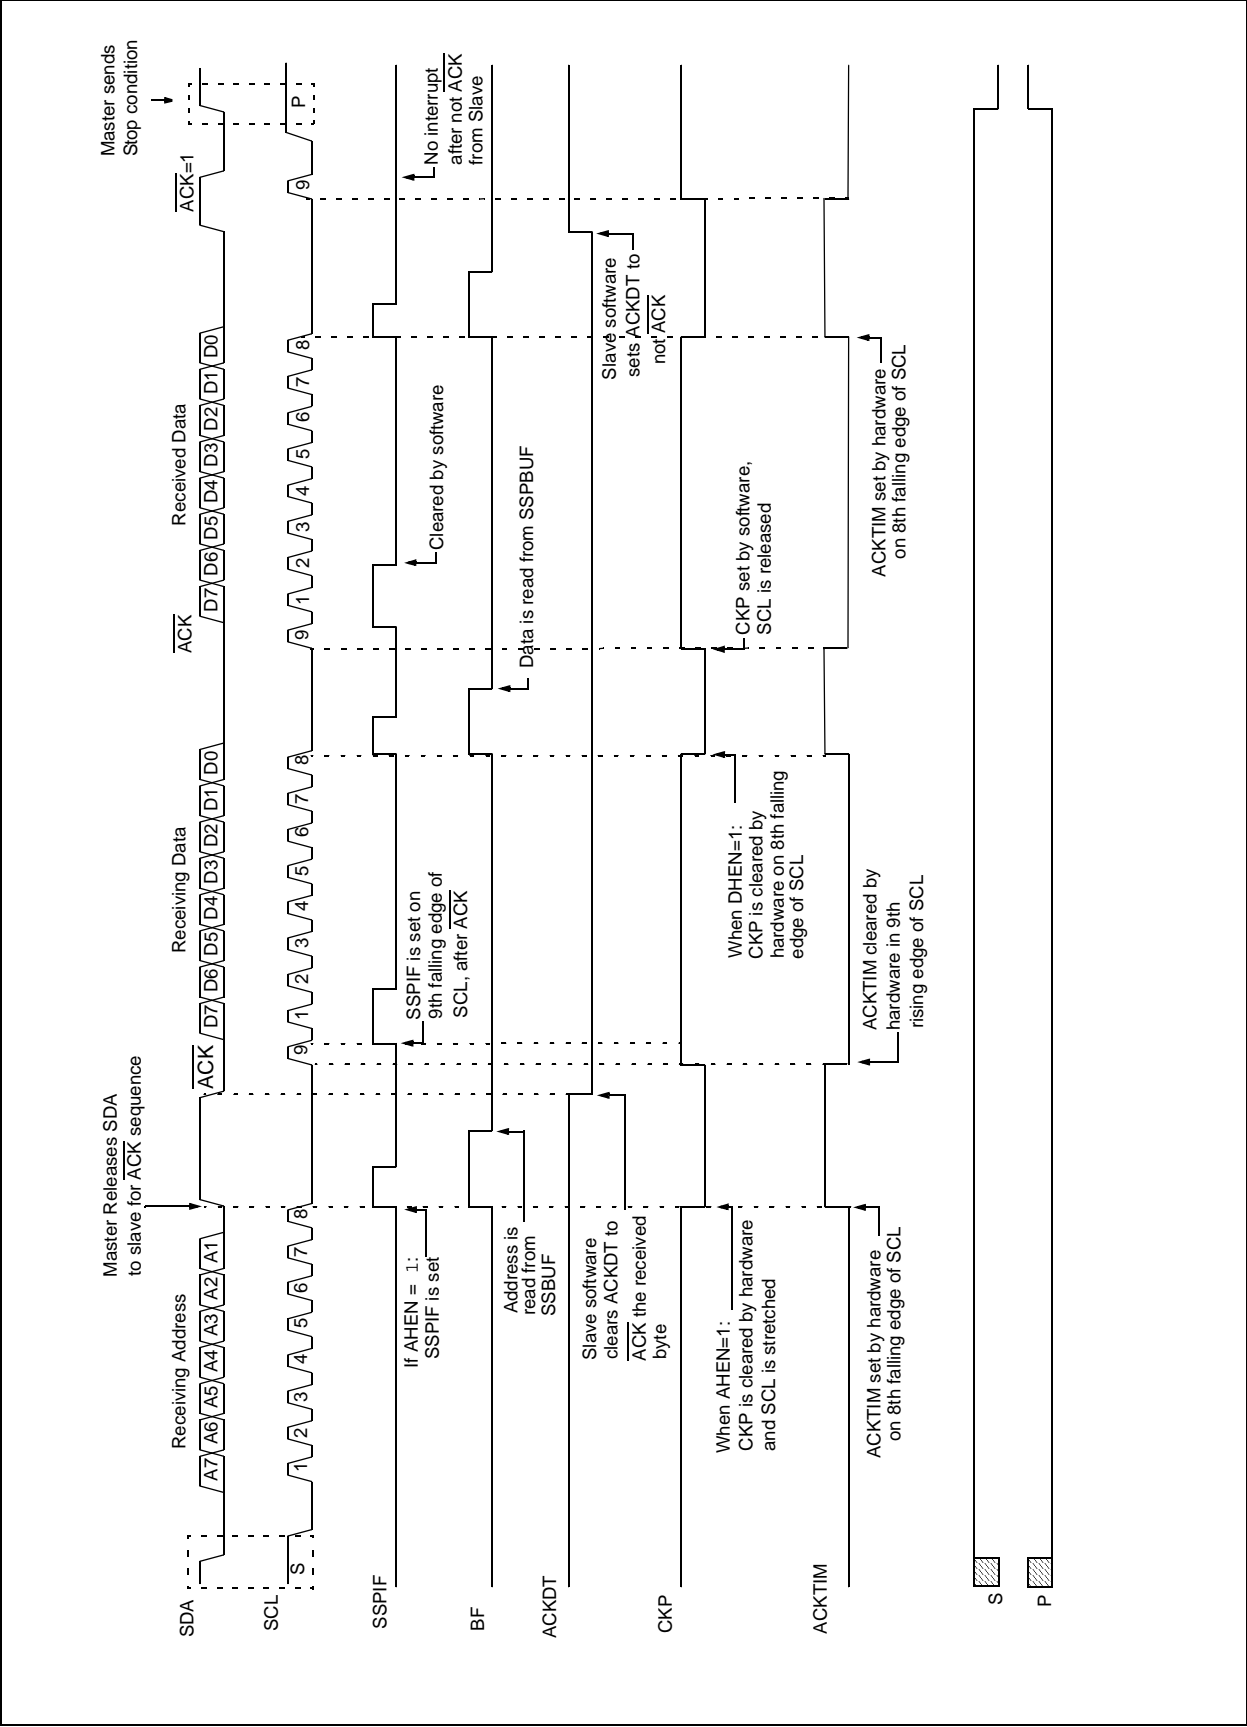 Master Releases SDA
to slave for ACK sequence
Master sends
Stop condition
Receiving Address
Receiving Data
Received Data
ACK
ACK
ACK=1
SDA
A7 A6 A5 A4 A3 A2 A1
D7 D6 D5 D4 D3 D2 D1 D0
D7 D6 D5 D4 D3 D2 D1 D0
SCL
S
1 2 3 4 5 6 7 8 9
1 2 3 4 5 6 7 8 9
1 2 3 4 5 6 7 8 9
P
SSPIF
If AHEN = 1:
SSPIF is set
SSPIF is set on
9th falling edge of
SCL, after ACK
Cleared by software
No interrupt
after not ACK
from Slave
BF
Address is
read from
SSBUF
Data is read from SSPBUF
ACKDT
Slave software
clears ACKDT to
ACK the received
byte
Slave software
sets ACKDT to
not ACK
CKP
When AHEN=1:
CKP is cleared by hardware
and SCL is stretched
When DHEN=1:
CKP is cleared by
hardware on 8th falling
edge of SCL
CKP set by software,
SCL is released
ACKTIM
ACKTIM set by hardware
on 8th falling edge of SCL
ACKTIM cleared by
hardware in 9th
rising edge of SCL
ACKTIM set by hardware
on 8th falling edge of SCL
S
P